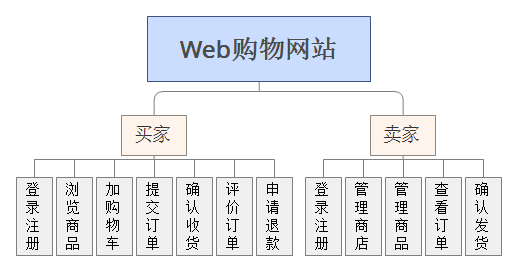 Web购物网站
买家
卖家
登录注册
浏览商品
加购物车
提交订单
确认收货
评价订单
申请退款
登录注册
管理商店
管理商品
查看订单
确认发货